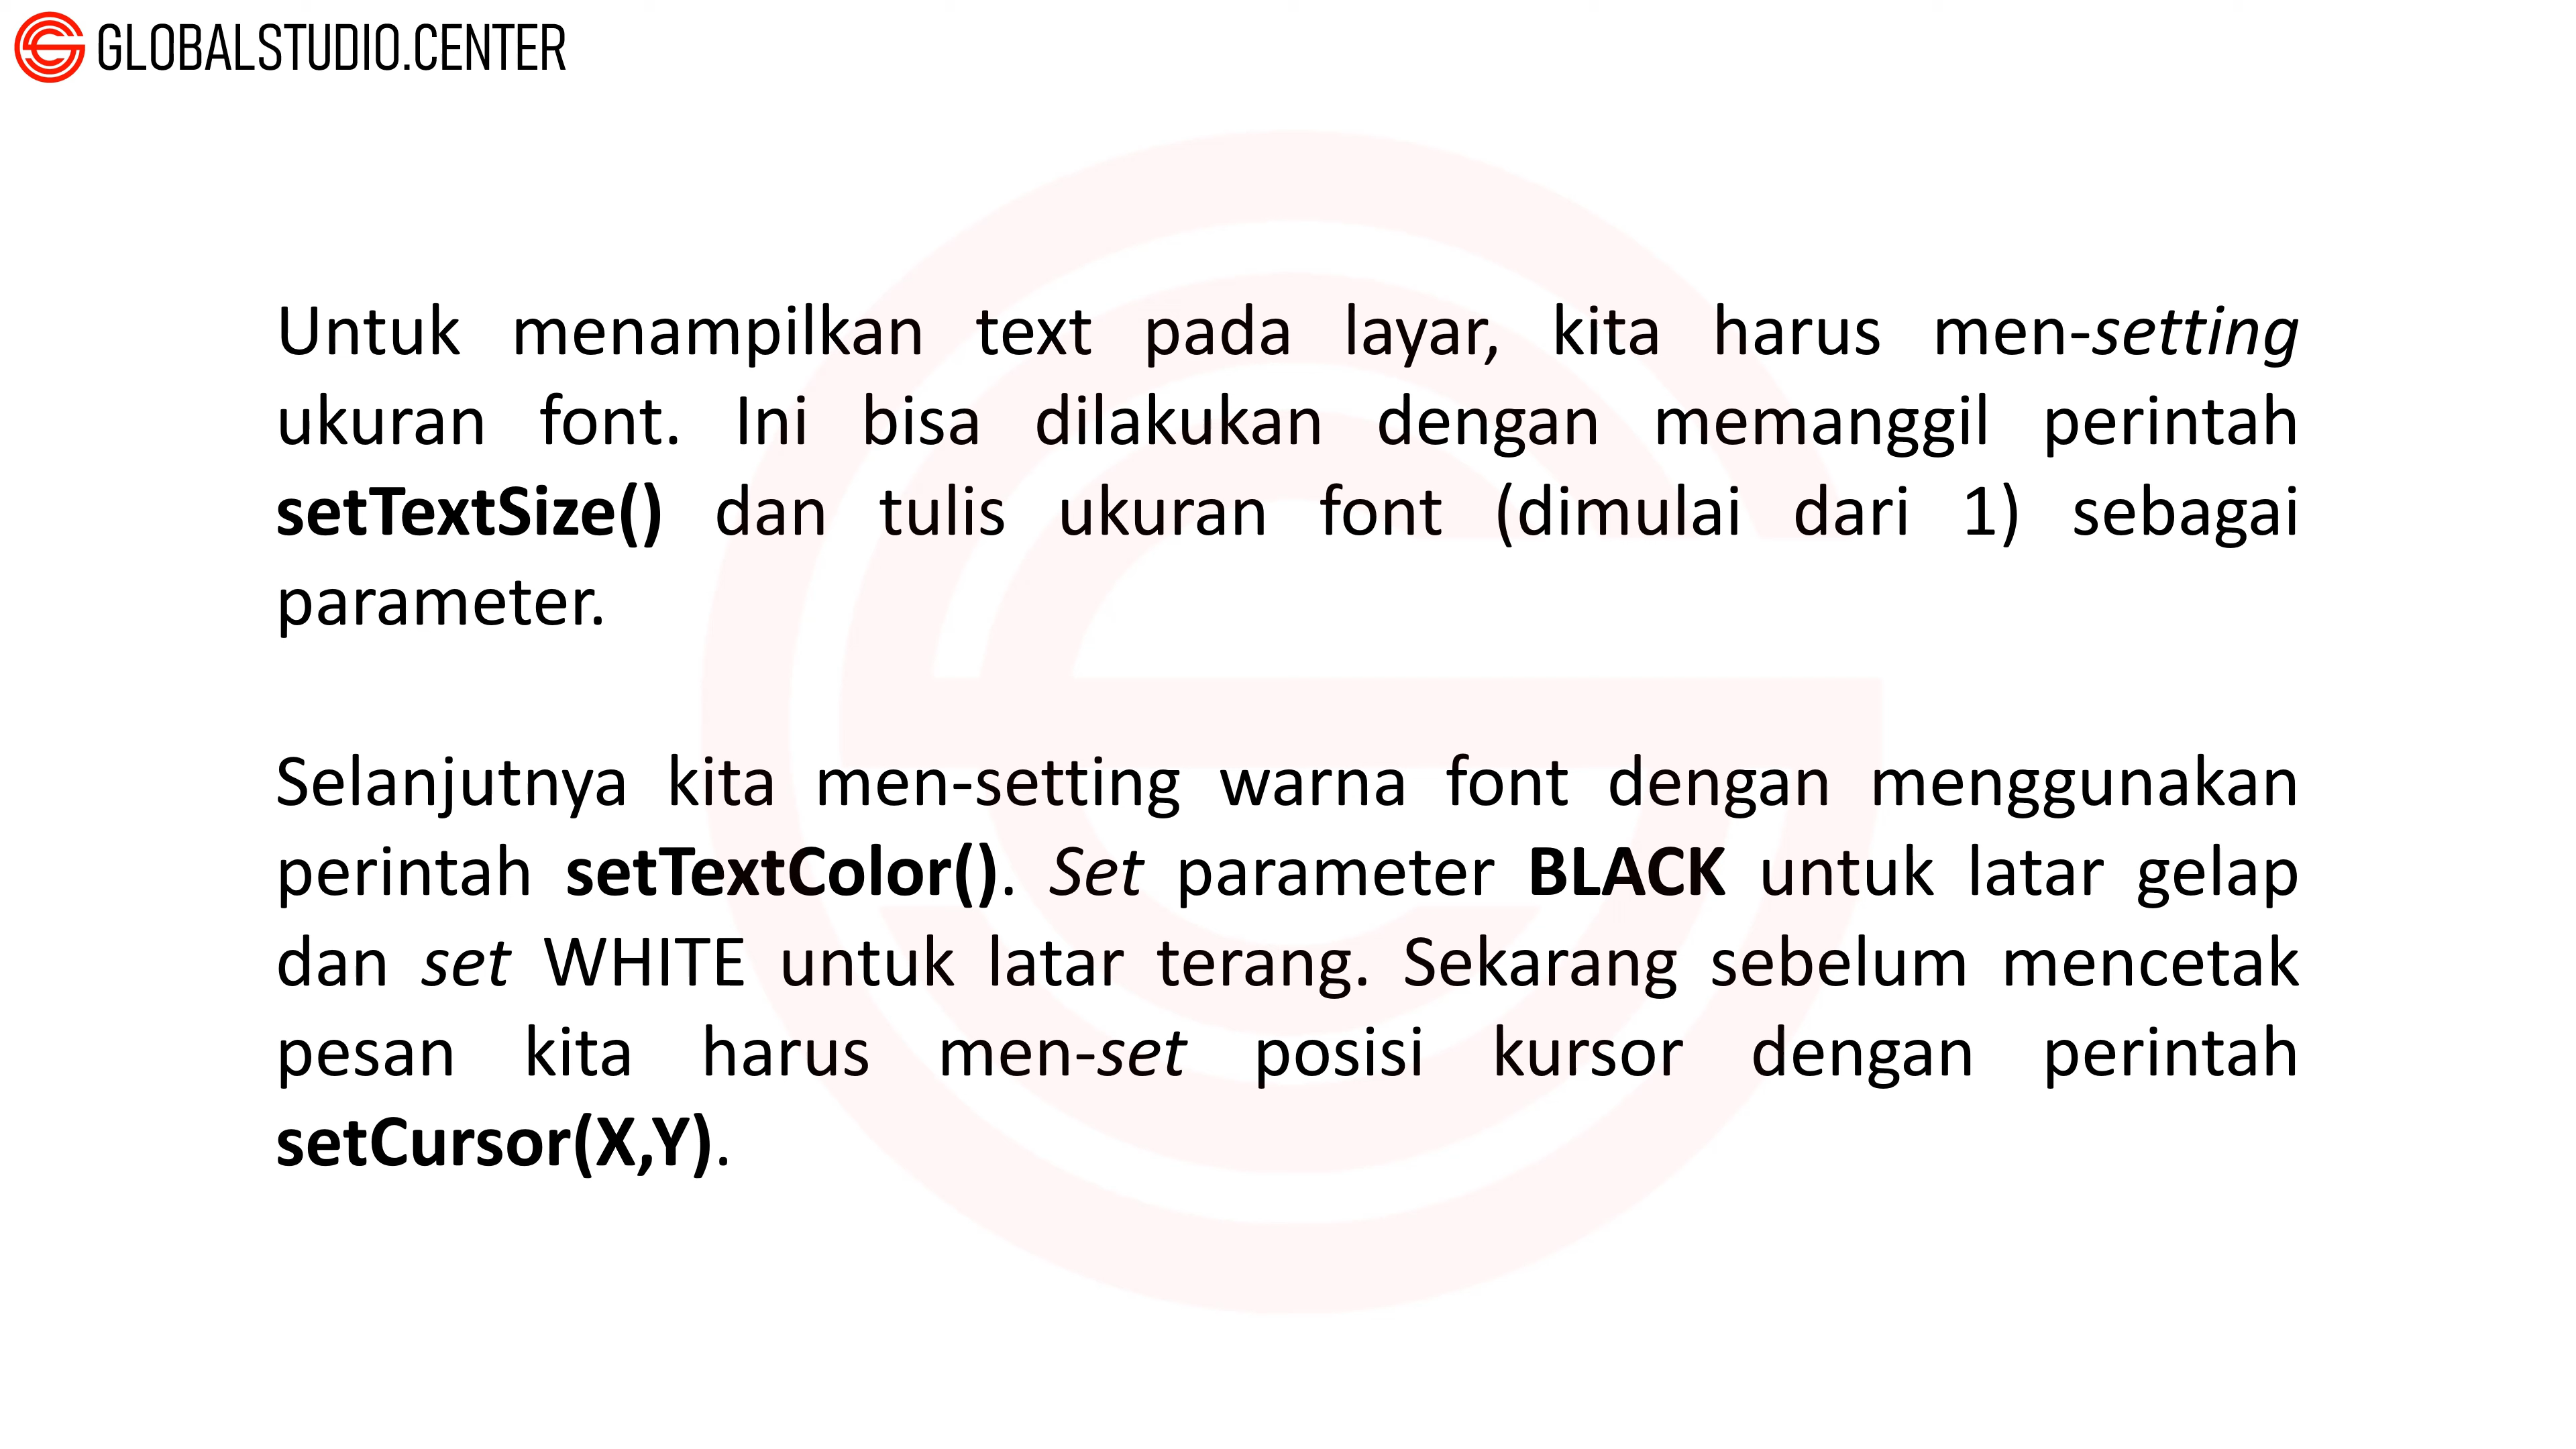 GLOBALSTUDIO.CENTER
Untuk menampilkan text pada layar, kita harus men-setting
ukuran font. Ini bisa dilakukan dengan memanggil perintah
setTextSize() dan tulis ukuran font (dimulai dari 1) sebagai
parameter.
Selanjutnya kita men-setting warna font dengan menggunakan
perintah setTextColor(). Set parameter BLACK untuk latar gelap
dan set WHITE untuk latar terang. Sekarang sebelum mencetak
pesan kita harus men-set posisi kursor dengan perintah
setCursor(X,Y).